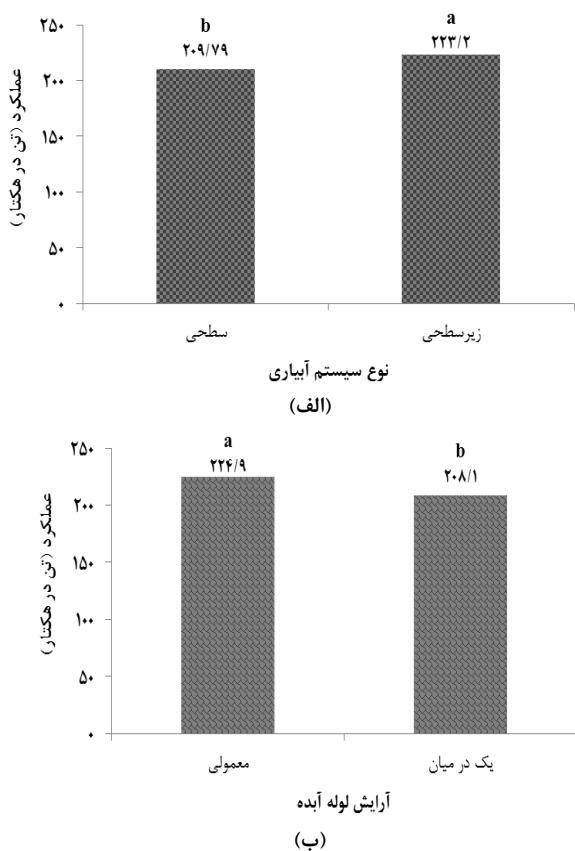 عملکرد (تن در هکتار)
۲۵۰
۲۰۰
۱۵۰
۱۰۰
۵۰
۰
b
۲۰۹/۷۹
a
۲۲۳/۲
سطحی
زیرسطحی
نوع سیستم آبیاری
(الف)
عملکرد (تن در هکتار)
۲۵۰
۲۰۰
۱۵۰
۱۰۰
۵۰
۰
a
۲۲۴/۹
b
۲۰۸/۱
معمولی
یک در میان
آرایش لوله آبده
(ب)